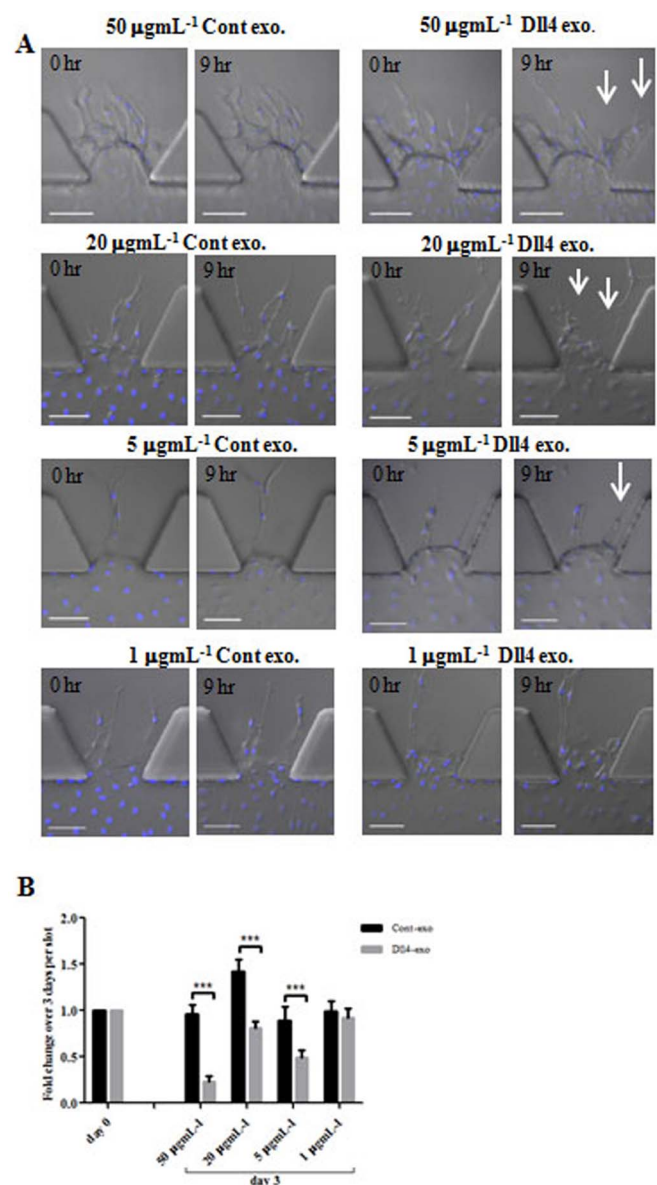 50 µgmL-1 Cont exo. 50 µgmL-1 Dll4 exo.
A
0 hr 9 hr 0 hr 9 hr
20 µgmL-1 Cont exo. 20 µgmL-1 Dll4 exo.
0 hr 9 hr 0 hr 9 hr
5 µgmL-1 Cont exo. 5 µgmL-1 Dll4 exo.
0 hr 9 hr 0 hr 9 hr
1 µgmL-1 Cont exo. 1 µgmL-1 Dll4 exo.
0 hr 9 hr 0 hr 9 hr
B
Fold change over 3 days per slot
2.0
1.5
1.0
0.5
0.0
*** *** ***
Cont-exo
Dll4-exo
day 0 50 µgmL-1 20 µgmL-1 5 µgmL-1 1 µgmL-1
day 3